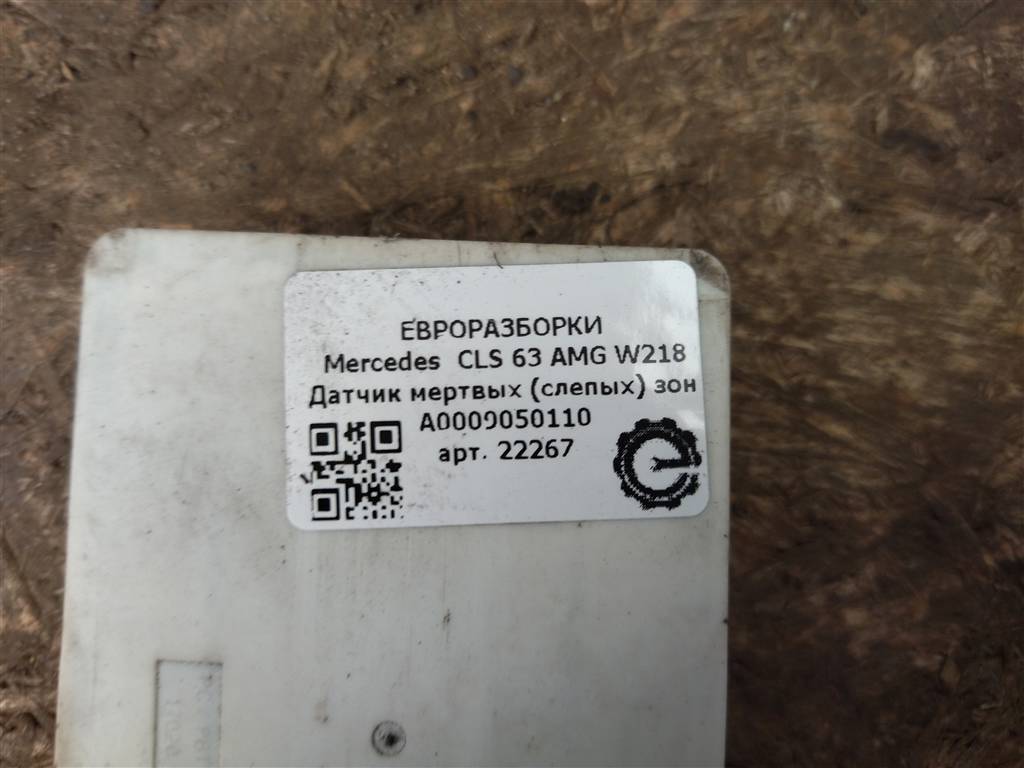 ЕВРОРАЗБОРКИ
Mercedes CLS 63 AMG W218
Датчик мертвых (слепых) зон
A0009050110
арт. 22267